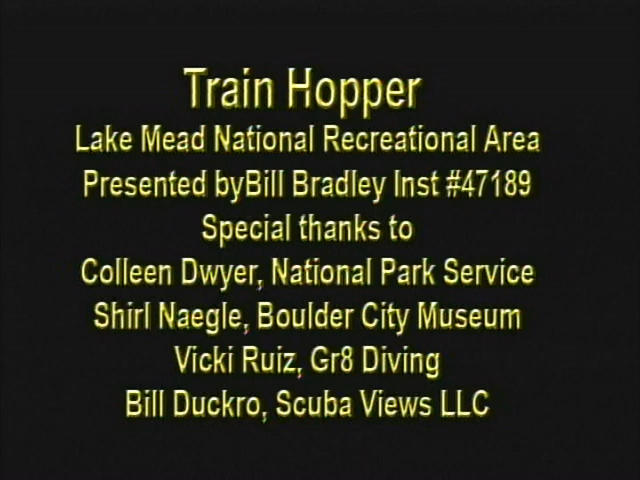 Train Hopper
Lake Mead National Recreational Area
Presented byBill Bradley Inst #47189
Special thanks to
Colleen Dwyer, National Park Service
Shirl Naegle, Boulder City Museum
Vicki Ruiz, Gr8 Diving
Bill Duckro, Scuba Views LLC